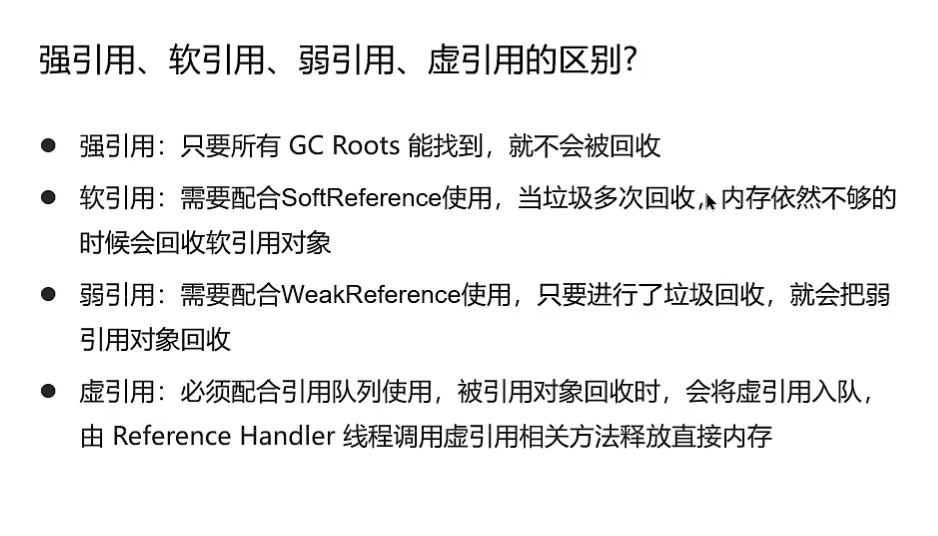 强引用、软引用、弱引用、虚引用的区别?
● 强引用：只要所有 GC Roots 能找到，就不会被回收
● 软引用：需要配合SoftReference使用，当垃圾多次回收，内存依然不够的
时候会回收软引用对象
● 弱引用：需要配合WeakReference使用，只要进行了垃圾回收，就会把弱
引用对象回收
● 虚引用：必须配合引用队列使用，被引用对象回收时，会将虚引用入队，
由 Reference Handler 线程调用虚引用相关方法释放直接内存